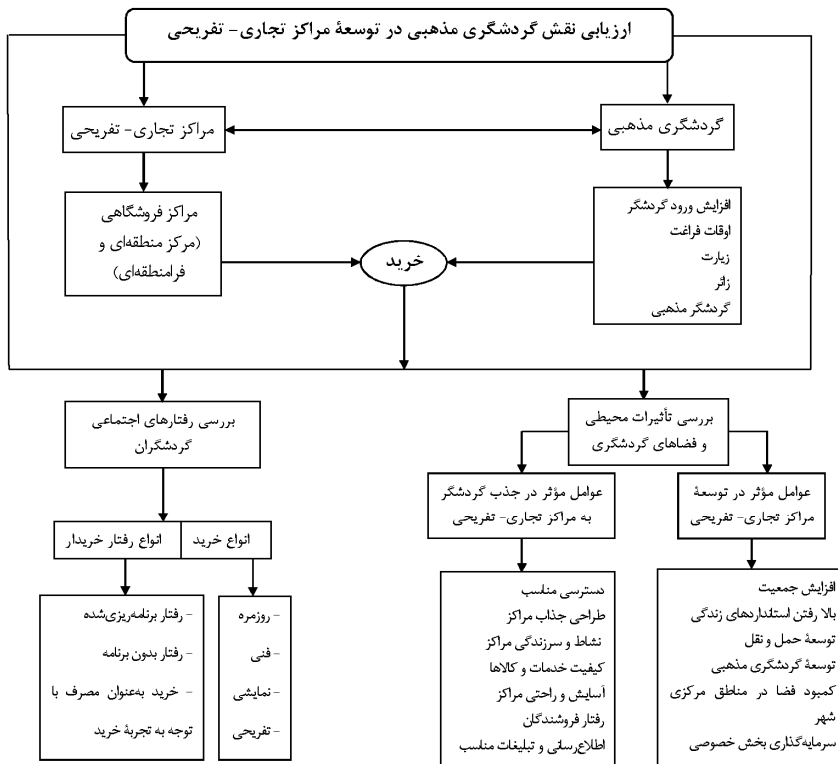 ارزیابی نقش گردشگری مذهبی در توسعهٔ مراکز تجاری- تفریحی
گردشگری مذهبی
مراکز تجاری- تفریحی
افزایش ورود گردشگر
اوقات فراغت
زیارت
زائر
گردشگر مذهبی
خرید
مراکز فروشگاهی
(مرکز منطقه‌ای و
فرامنطقه‌ای)
بررسی تأثیرات محیطی
و فضاهای گردشگری
بررسی رفتارهای اجتماعی
گردشگران
عوامل مؤثر در توسعهٔ
مراکز تجاری- تفریحی
عوامل مؤثر در جذب گردشگر
به مراکز تجاری- تفریحی
انواع خرید
انواع رفتار خریدار
افزایش جمعیت
بالا رفتن استانداردهای زندگی
توسعهٔ حمل و نقل
توسعهٔ گردشگری مذهبی
کمبود فضا در مناطق مرکزی
شهر
سرمایه‌گذاری بخش خصوصی
دسترسی مناسب
طراحی جذاب مراکز
نشاط و سرزندگی مراکز
کیفیت خدمات و کالاها
آسایش و راحتی مراکز
رفتار فروشندگان
اطلاع‌رسانی و تبلیغات مناسب
- روزمره
- فنی
- نمایشی
- تفریحی
- رفتار برنامه‌ریزی‌شده
- رفتار بدون برنامه
- خرید به‌عنوان مصرف با
توجه به تجربهٔ خرید